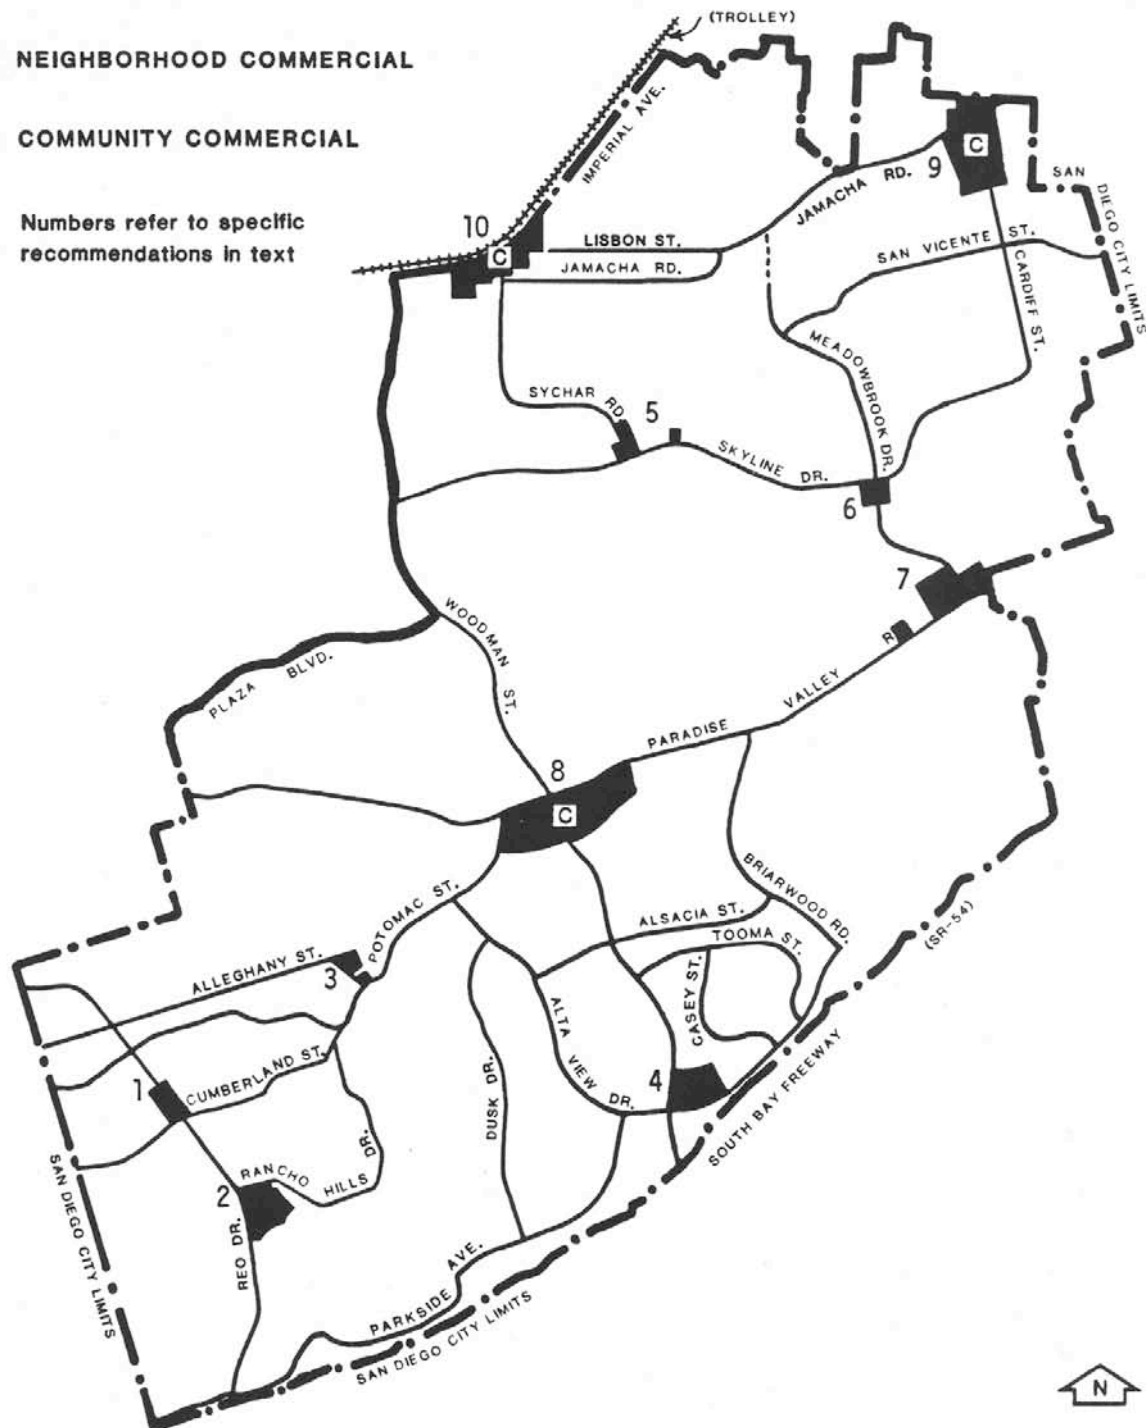 (TROLLEY)
NEIGHBORHOOD COMMERCIAL
COMMUNITY COMMERCIAL
Numbers refer to specific
recommendations in text
IMPERIAL AVE.
10
C
LISBON ST.
JAMACHA RD.
JAMACHA RD.
9
C
SAN DIEGO CITY LIMITS
SAN VICENTE ST.
CARDIFF ST.
MEADOWBROOK DR.
SYCHAR RD.
5
SKYLINE DR.
6
7
R
WOODMAN ST.
PLAZA BLVD.
PARADISE VALLEY
8
C
BRIARWOOD RD.
POTOMAC ST.
ALSACIA ST.
TOOMA ST.
(SR-54)
ALLEGHANY ST.
3
CASEY ST.
ALTA VIEW DR.
DUSK DR.
4
SOUTH BAY FREEWAY
1
CUMBERLAND ST.
RANCHO HILLS DR.
2
REO DR.
SAN DIEGO CITY LIMITS
PARKSIDE AVE.
SAN DIEGO CITY LIMITS
N